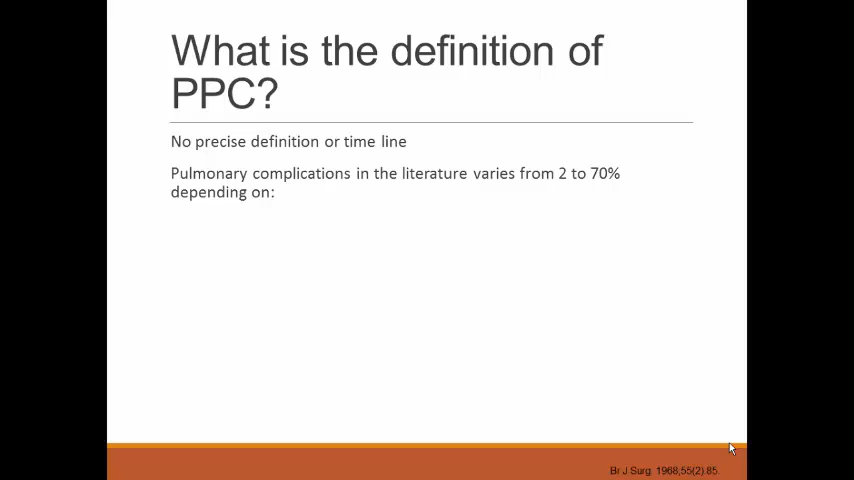 What is the definition of
PPC?
No precise definition or time line
Pulmonary complications in the literature varies from 2 to 70%
depending on:
Br J Surg. 1968;55(2):85.